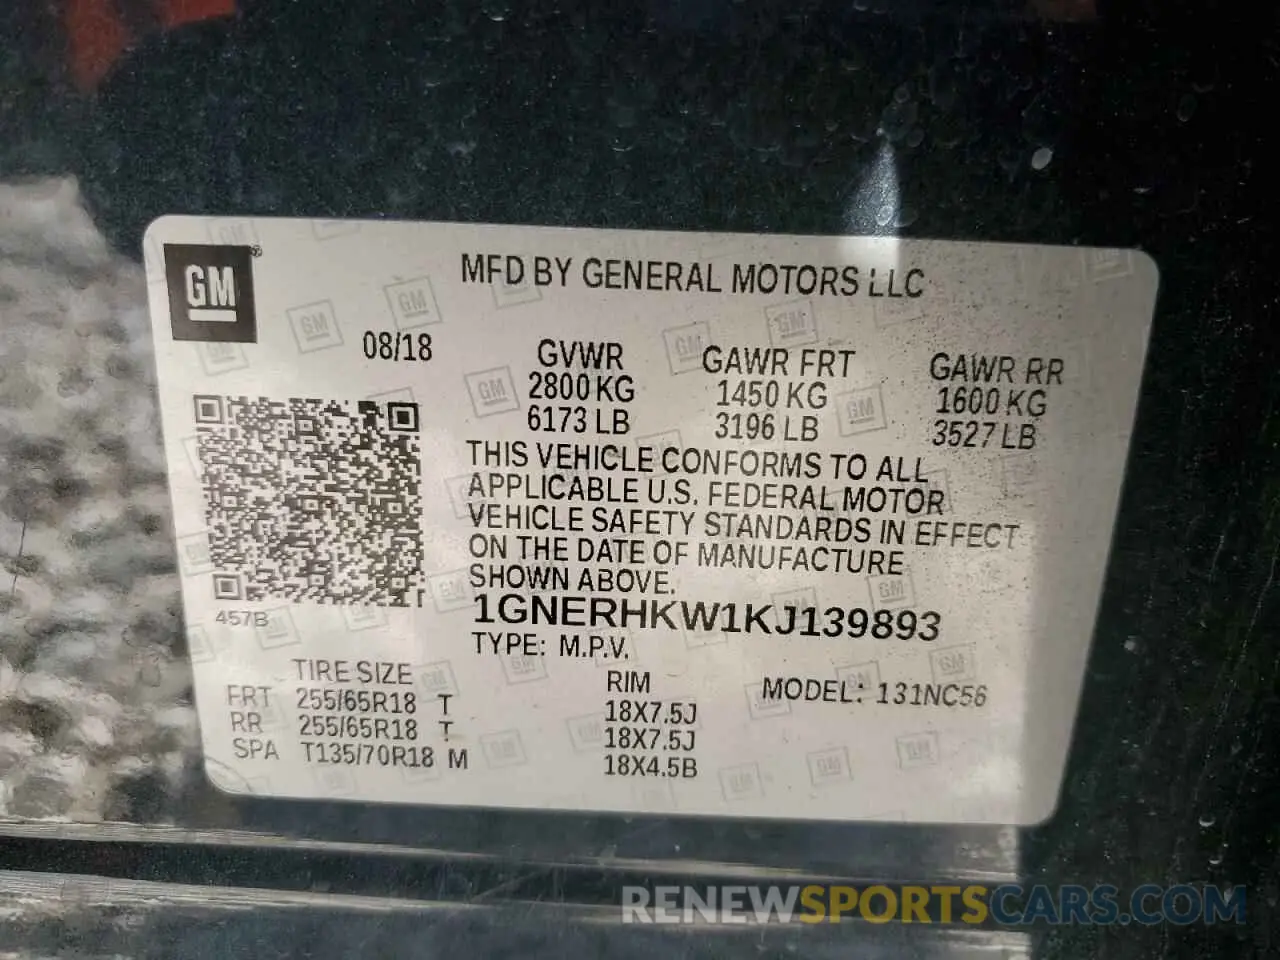 GM ®
MFD BY GENERAL MOTORS LLC
08/18
GVWR GAWR FRT GAWR RR
2800 KG 1450 KG 1600 KG
6173 LB 3196 LB 3527 LB
THIS VEHICLE CONFORMS TO ALL
APPLICABLE U.S. FEDERAL MOTOR
VEHICLE SAFETY STANDARDS IN EFFECT
ON THE DATE OF MANUFACTURE
SHOWN ABOVE.
1GNERHKW1KJ139893
457B
TYPE: M.P.V.
TIRE SIZE RIM MODEL: 131NC56
FRT 255/65R18 T 18X7.5J
RR 255/65R18 T 18X7.5J
SPA T135/70R18 M 18X4.5B
RENEWSPORTSCARS.COM